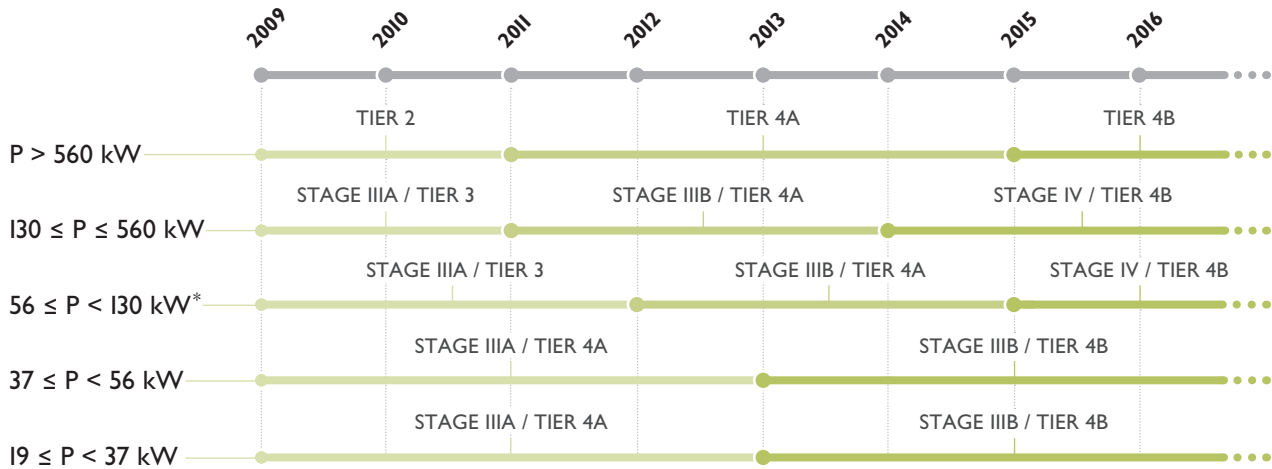 2009 2010 2011 2012 2013 2014 2015 2016
TIER 2 TIER 4A TIER 4B
P > 560 kW
STAGE IIIA / TIER 3 STAGE IIIB / TIER 4A STAGE IV / TIER 4B
130 ≤ P ≤ 560 kW
STAGE IIIA / TIER 3 STAGE IIIB / TIER 4A STAGE IV / TIER 4B
56 ≤ P < 130 kW*
STAGE IIIA / TIER 4A STAGE IIIB / TIER 4B
37 ≤ P < 56 kW
STAGE IIIA / TIER 4A STAGE IIIB / TIER 4B
19 ≤ P < 37 kW